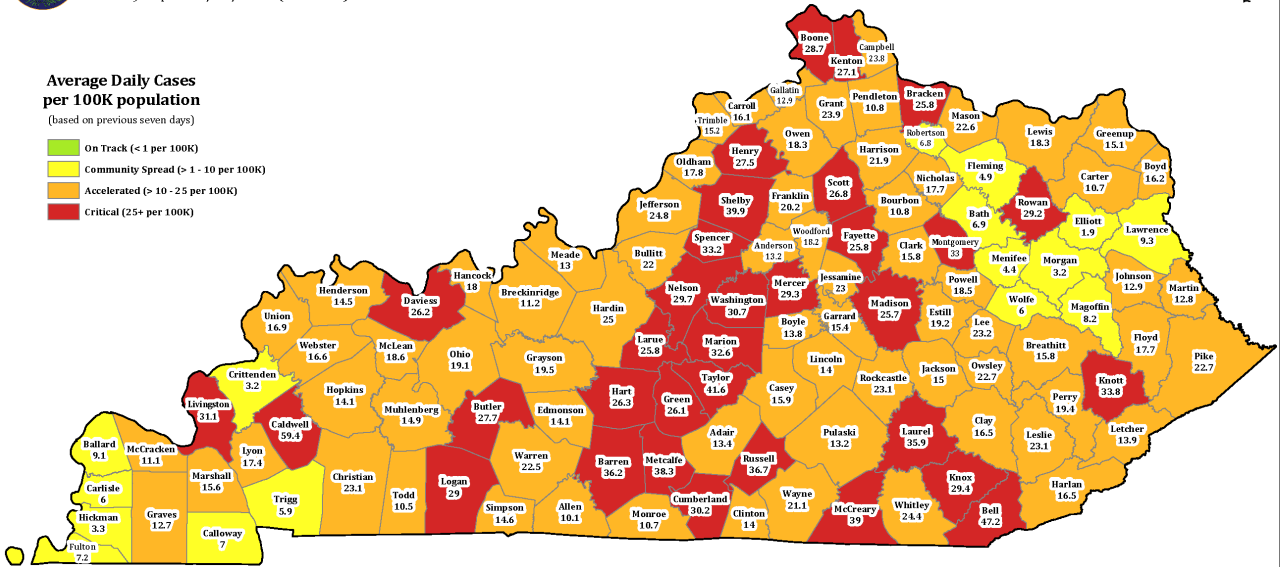 Average Daily Cases
per 100K population
(based on previous seven days)
On Track (< 1 per 100K)
Community Spread (> 1 - 10 per 100K)
Accelerated (> 10 - 25 per 100K)
Critical (25+ per 100K)
Boone
28.7
Kenton
27.1
Campbell
23.8
Gallatin
12.9
Carroll
16.1
Trimble
15.2
Grant
23.9
Pendleton
10.8
Bracken
25.8
Mason
22.6
Robertson
6.8
Lewis
18.3
Greenup
15.1
Owen
18.3
Henry
27.5
Oldham
17.8
Harrison
21.9
Fleming
4.9
Carter
10.7
Boyd
16.2
Nicholas
17.7
Scott
26.8
Franklin
20.2
Shelby
39.9
Jefferson
24.8
Bourbon
10.8
Rowan
29.2
Bath
6.9
Elliott
1.9
Lawrence
9.3
Spencer
33.2
Anderson
13.2
Woodford
18.2
Fayette
25.8
Clark
15.8
Montgomery
33
Bullitt
22
Meade
13
Menifee
4.4
Morgan
3.2
Johnson
12.9
Martin
12.8
Hancock
18
Henderson
14.5
Daviess
26.2
Breckinridge
11.2
Hardin
25
Nelson
29.7
Washington
30.7
Mercer
29.3
Jessamine
23
Madison
25.7
Powell
18.5
Wolfe
6
Magoffin
8.2
Union
16.9
Garrard
15.4
Boyle
13.8
Estill
19.2
Lee
23.2
Webster
16.6
McLean
18.6
Ohio
19.1
Grayson
19.5
Larue
25.8
Marion
32.6
Lincoln
14
Breathitt
15.8
Floyd
17.7
Pike
22.7
Crittenden
3.2
Taylor
41.6
Rockcastle
23.1
Jackson
15
Owsley
22.7
Knott
33.8
Hopkins
14.1
Hart
26.3
Green
26.1
Casey
15.9
Perry
19.4
Livingston
31.1
Caldwell
59.4
Muhlenberg
14.9
Butler
27.7
Edmonson
14.1
Adair
13.4
Pulaski
13.2
Laurel
35.9
Clay
16.5
Leslie
23.1
Letcher
13.9
Ballard
9.1
McCracken
11.1
Lyon
17.4
Warren
22.5
Barren
36.2
Metcalfe
38.3
Russell
36.7
Marshall
15.6
Christian
23.1
Logan
29
Knox
29.4
Harlan
16.5
Carlisle
6
Trigg
5.9
Todd
10.5
Simpson
14.6
Allen
10.1
Monroe
10.7
Cumberland
30.2
Clinton
14
Wayne
21.1
McCreary
39
Whitley
24.4
Bell
47.2
Hickman
3.3
Graves
12.7
Calloway
7
Fulton
7.2